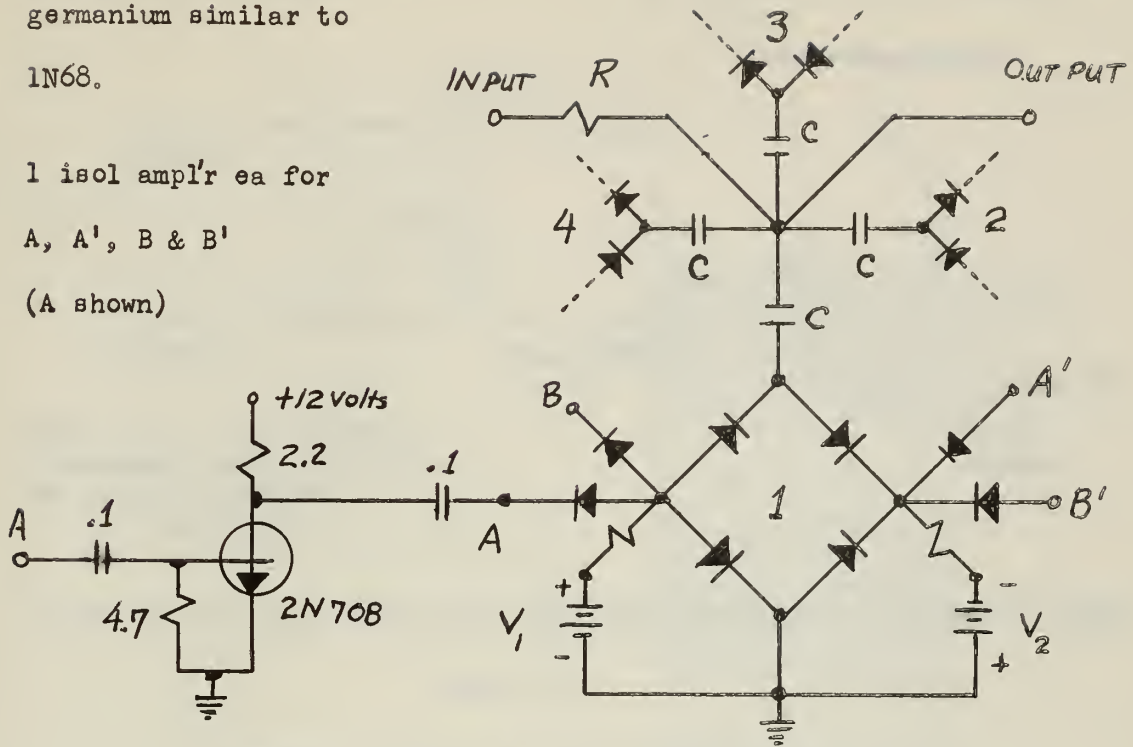 germanium similar to
1N68.
1 isol ampl'r ea for
A, A', B & B'
(A shown)
3
INPUT R
OUTPUT
C
4
2
C
C
C
B
A'
+12 Volts
2.2
.1
1
B'
A
A
.1
4.7
2N708
+
V1
-
-
V2
+